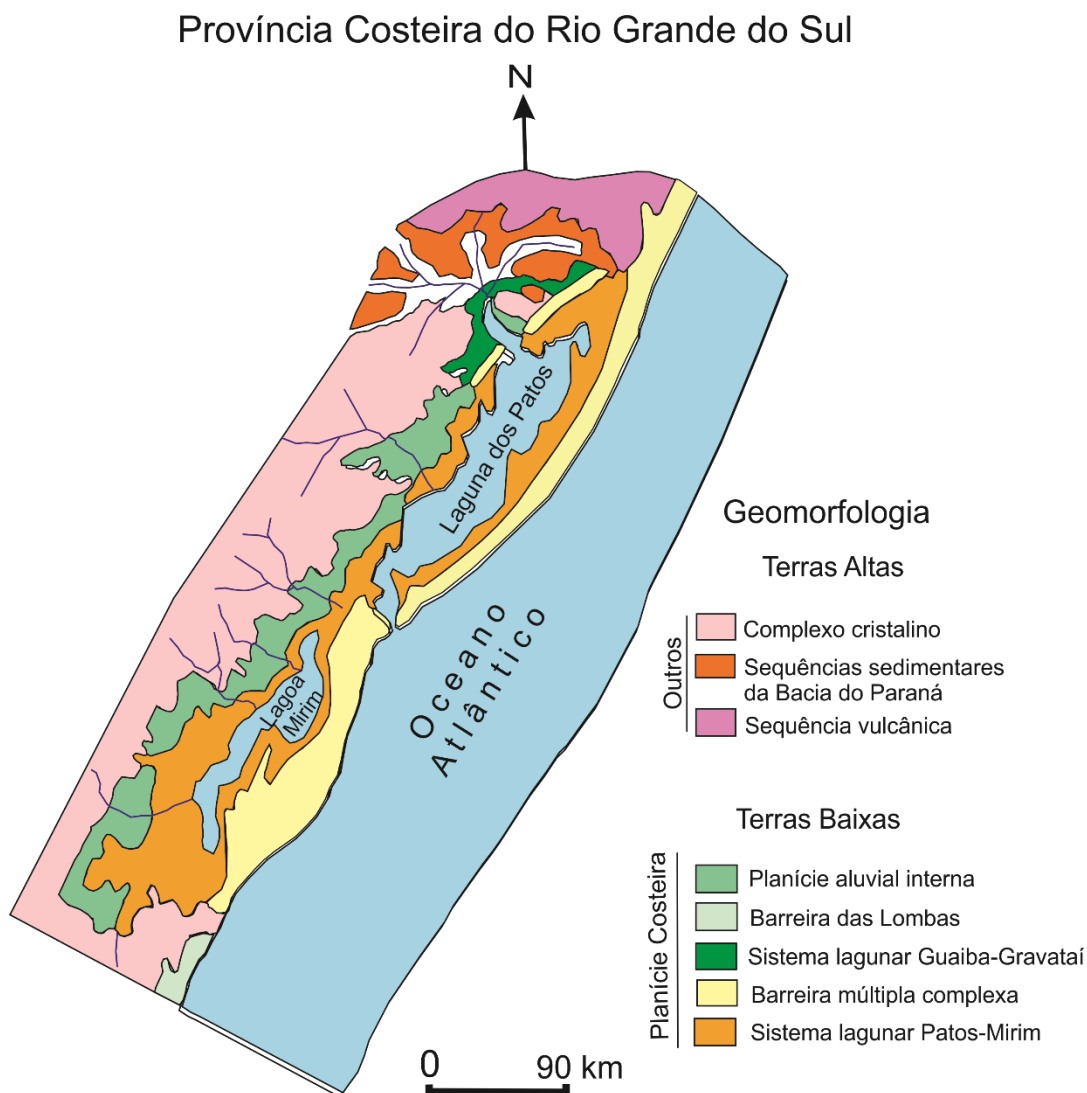 Província Costeira do Rio Grande do Sul
N
Laguna dos Patos
Lagoa
Mirim
Oceano
Atlântico
Geomorfologia
Terras Altas
Outros
Complexo cristalino
Sequências sedimentares
da Bacia do Paraná
Sequência vulcânica
Terras Baixas
Planície Costeira
Planície aluvial interna
Barreira das Lombas
Sistema lagunar Guaiba-Gravataí
Barreira múltipla complexa
Sistema lagunar Patos-Mirim
0 90 km